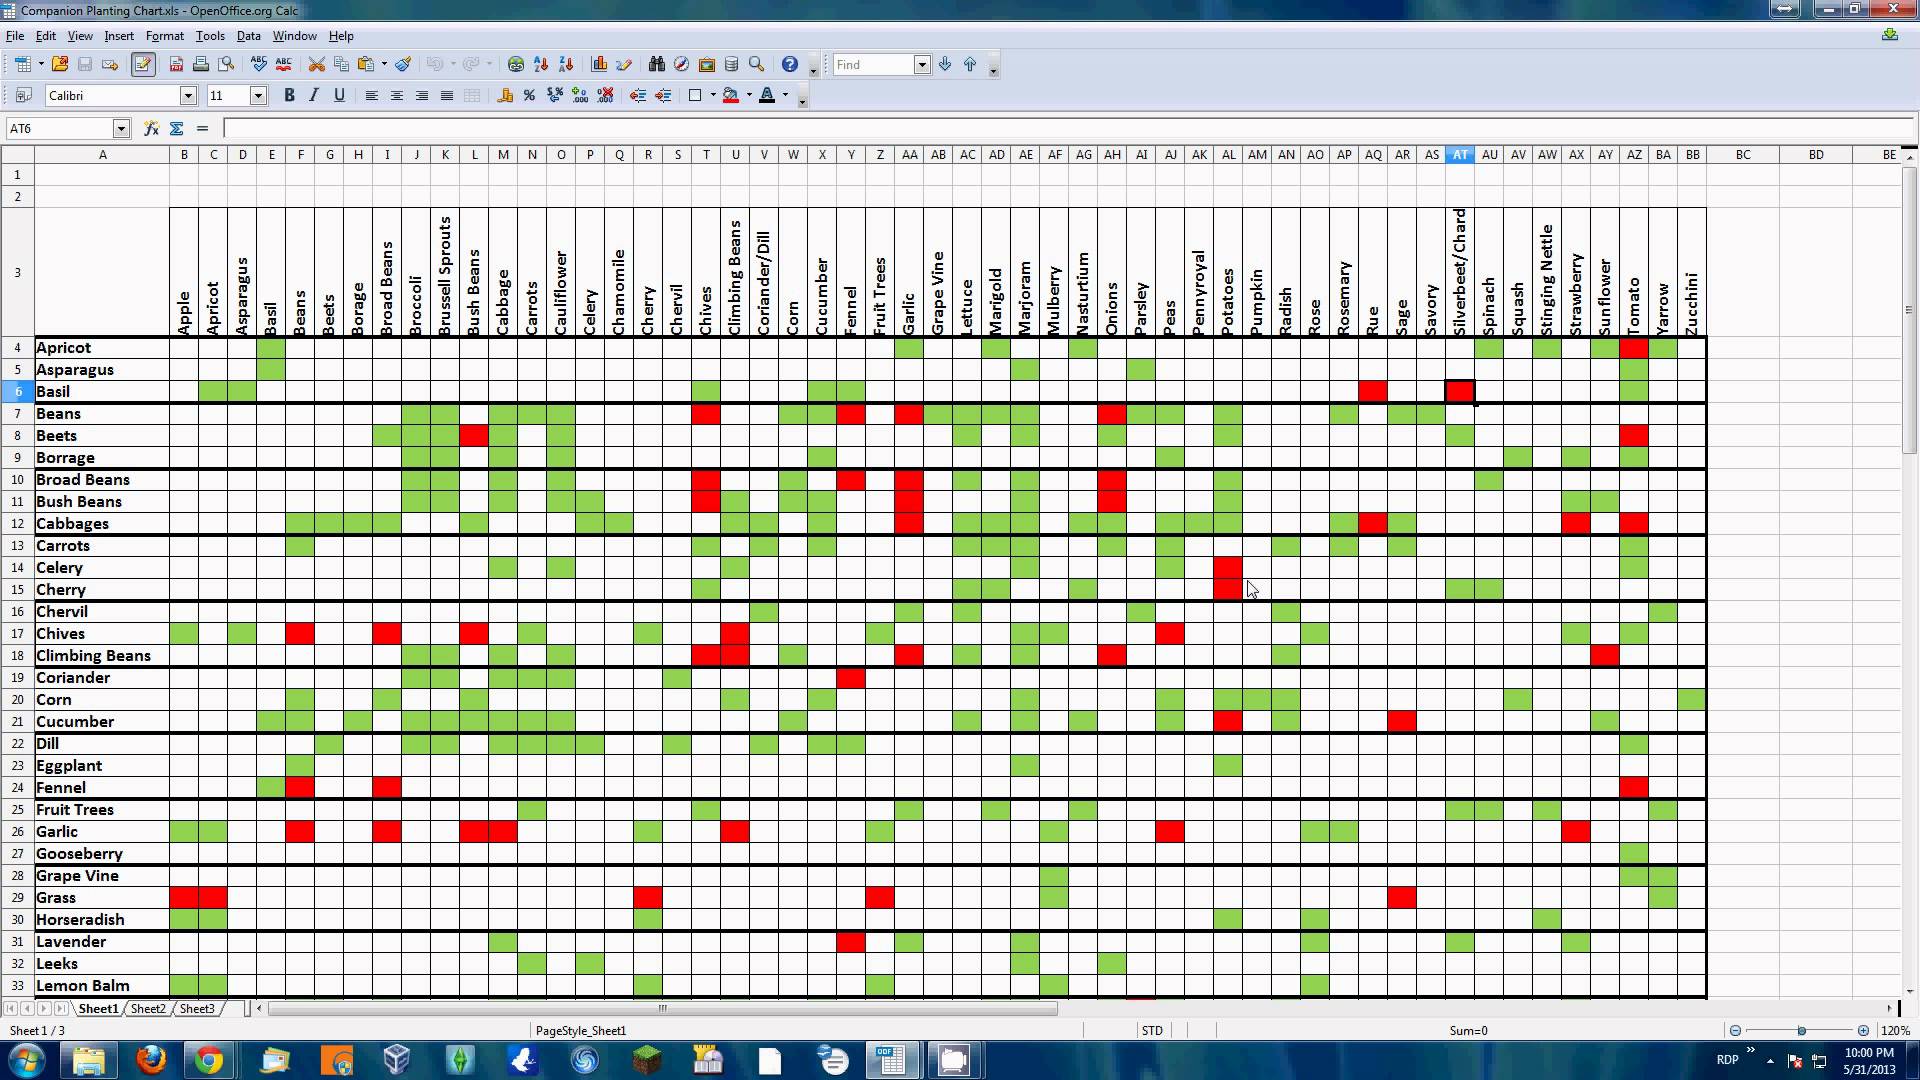 Companion Planting Chart.xls - OpenOffice.org Calc
File Edit View Insert Format Tools Data Window Help
Find
Calibri 11
AT6
A B C D E F G H I J K L M N O P Q R S T U V W X Y Z AA AB AC AD AE AF AG AH AI AJ AK AL AM AN AO AP AQ AR AS AT AU AV AW AX AY AZ BA BB BC BD BE
1
2
3 Apple Apricot Asparagus Basil Beans Beets Borage Broad Beans Broccoli Brussell Sprouts Bush Beans Cabbage Carrots Cauliflower Celery Chamomile Cherry Chervil Chives Climbing Beans Coriander/Dill Corn Cucumber Fennel Fruit Trees Garlic Grape Vine Lettuce Marigold Marjoram Mulberry Nasturtium Onions Parsley Peas Pennyroyal Potatoes Pumpkin Radish Rose Rosemary Rue Sage Savory Silverbeet/Chard Spinach Squash Stinging Nettle Strawberry Sunflower Tomato Yarrow Zucchini
4 Apricot
5 Asparagus
6 Basil
7 Beans
8 Beets
9 Borrage
10 Broad Beans
11 Bush Beans
12 Cabbages
13 Carrots
14 Celery
15 Cherry
16 Chervil
17 Chives
18 Climbing Beans
19 Coriander
20 Corn
21 Cucumber
22 Dill
23 Eggplant
24 Fennel
25 Fruit Trees
26 Garlic
27 Gooseberry
28 Grape Vine
29 Grass
30 Horseradish
31 Lavender
32 Leeks
33 Lemon Balm
Sheet1 Sheet2 Sheet3
Sheet 1 / 3 PageStyle_Sheet1 STD Sum=0 120%
RDP 10:00 PM
5/31/2013